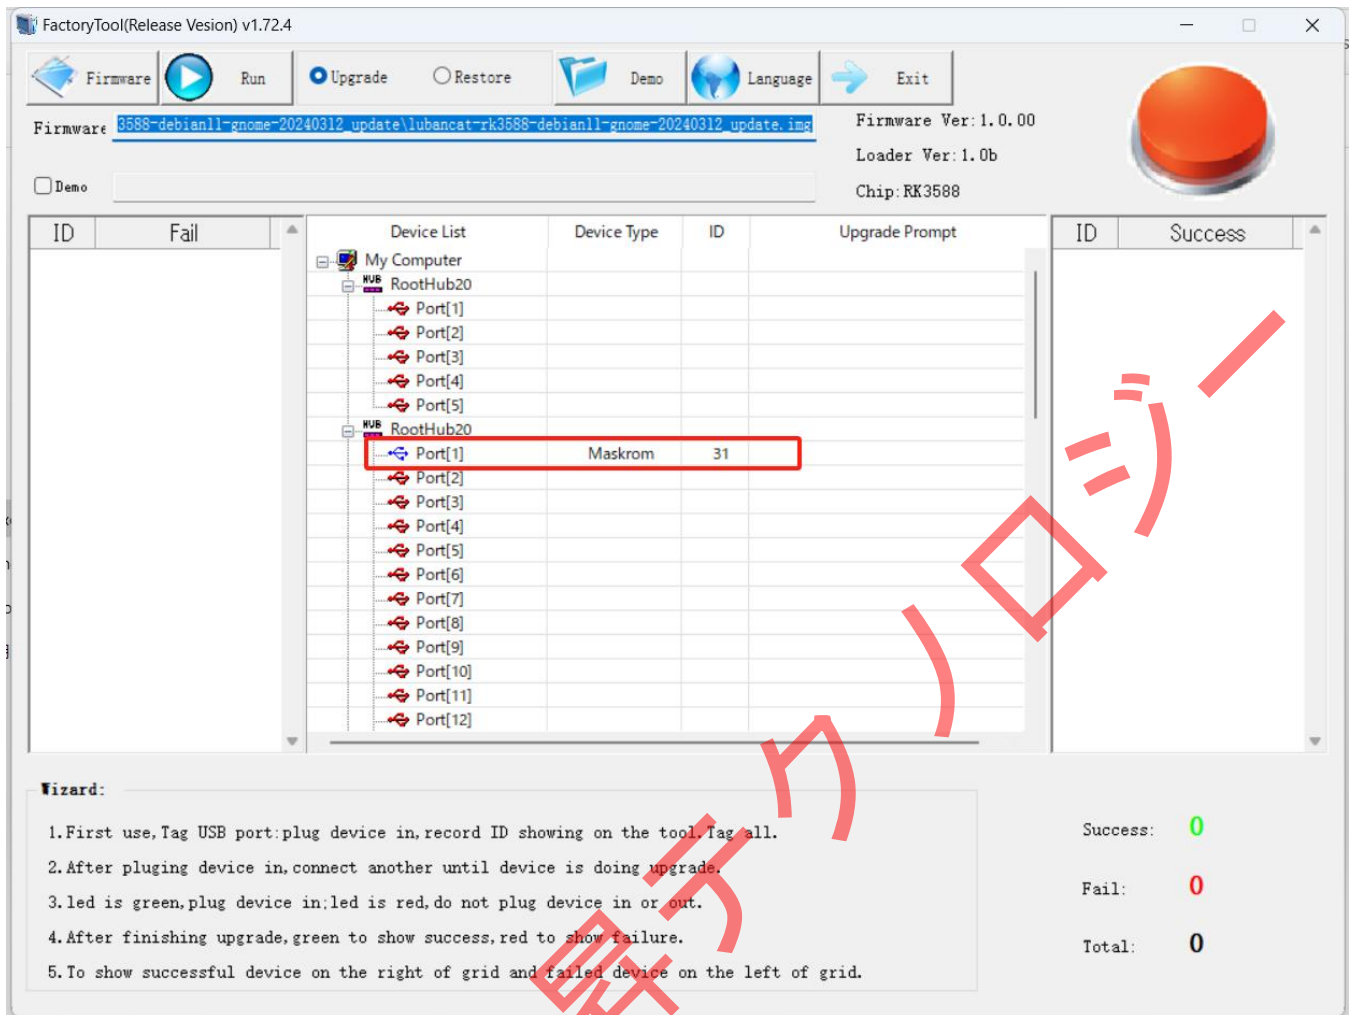 FactoryTool(Release Vesion) v1.72.4
Firmware Run Upgrade Restore Demo Language Exit
Firmware 3588-debian11-gnome-20240312_update\lubancat-rk3588-debian11-gnome-20240312_update.img
Firmware Ver:1.0.00
Loader Ver:1.0b
Demo
Chip:RK3588
ID Fail Device List Device Type ID Upgrade Prompt ID Success
My Computer
HUB RootHub20
Port[1]
Port[2]
Port[3]
Port[4]
Port[5]
HUB RootHub20
Port[1] Maskrom 31
Port[2]
Port[3]
Port[4]
Port[5]
Port[6]
Port[7]
Port[8]
Port[9]
Port[10]
Port[11]
Port[12]
Wizard:
1.First use,Tag USB port:plug device in,record ID showing on the tool.Tag all.
2.After pluging device in,connect another until device is doing upgrade.
3.led is green,plug device in;led is red,do not plug device in or out.
4.After finishing upgrade,green to show success,red to show failure.
5.To show successful device on the right of grid and failed device on the left of grid.
Success: 0
Fail: 0
Total: 0
テクノロジー